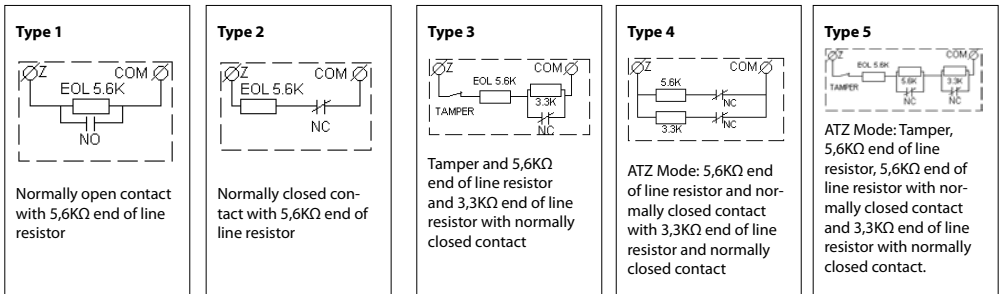 Type 1
Z
COM
EOL 5.6K
NO
Normally open contact
with 5,6KΩ end of line
resistor
Type 2
Z
COM
EOL 5.6K
NC
Normally closed con-
tact with 5,6KΩ end of
line resistor
Type 3
Z
COM
EOL 5.6K
TAMPER
3.3K
NC
Tamper and 5,6KΩ
end of line resistor
and 3,3KΩ end of line
resistor with normally
closed contact
Type 4
Z
COM
5.6K
NC
3.3K
NC
ATZ Mode: 5,6KΩ end
of line resistor and nor-
mally closed contact
with 3,3KΩ end of line
resistor and normally
closed contact
Type 5
Z
COM
EOL 5.6K
TAMPER
5.6K
3.3K
NC
NC
ATZ Mode: Tamper,
5,6KΩ end of line
resistor, 5,6KΩ end of
line resistor with nor-
mally closed contact
and 3,3KΩ end of line
resistor with normally
closed contact.